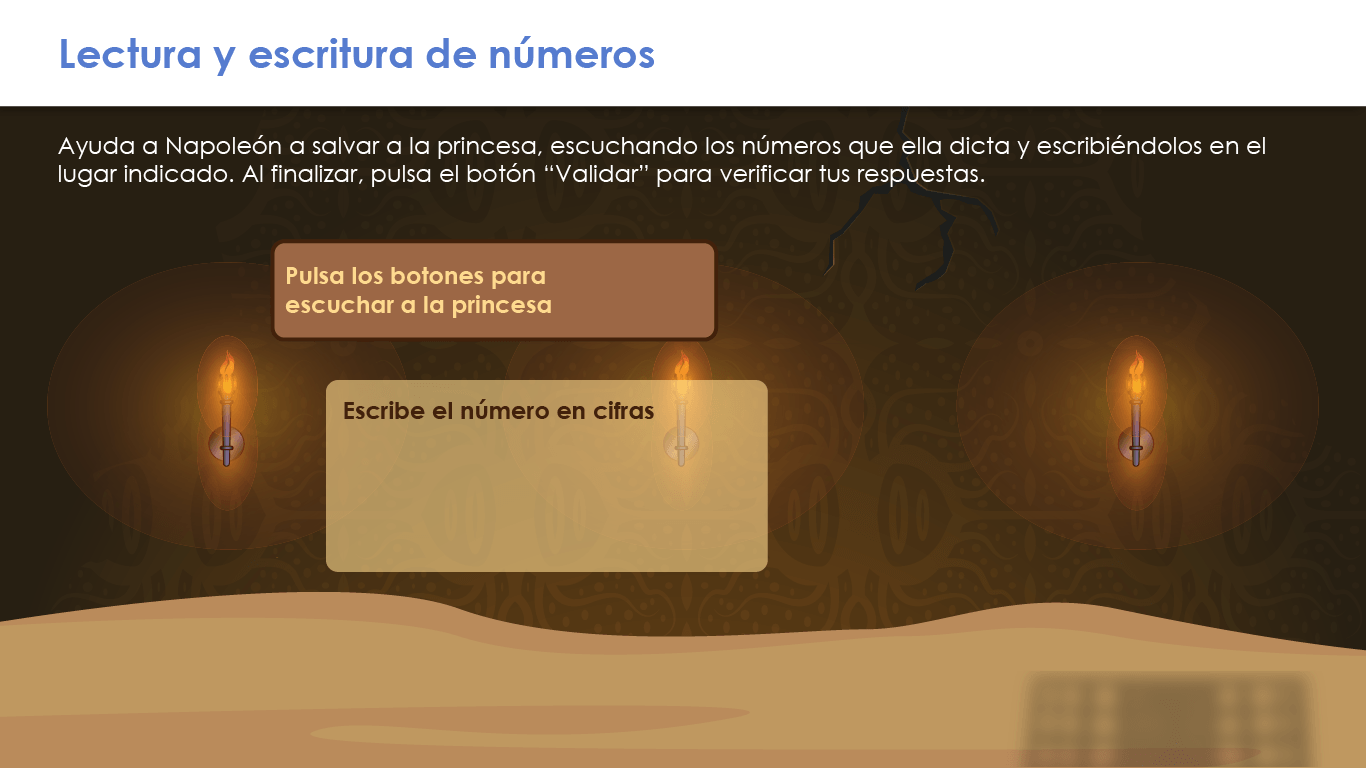 Lectura y escritura de números
Ayuda a Napoleón a salvar a la princesa, escuchando los números que ella dicta y escribiéndolos en el
lugar indicado. Al finalizar, pulsa el botón “Validar” para verificar tus respuestas.
Pulsa los botones para
escuchar a la princesa
Escribe el número en cifras